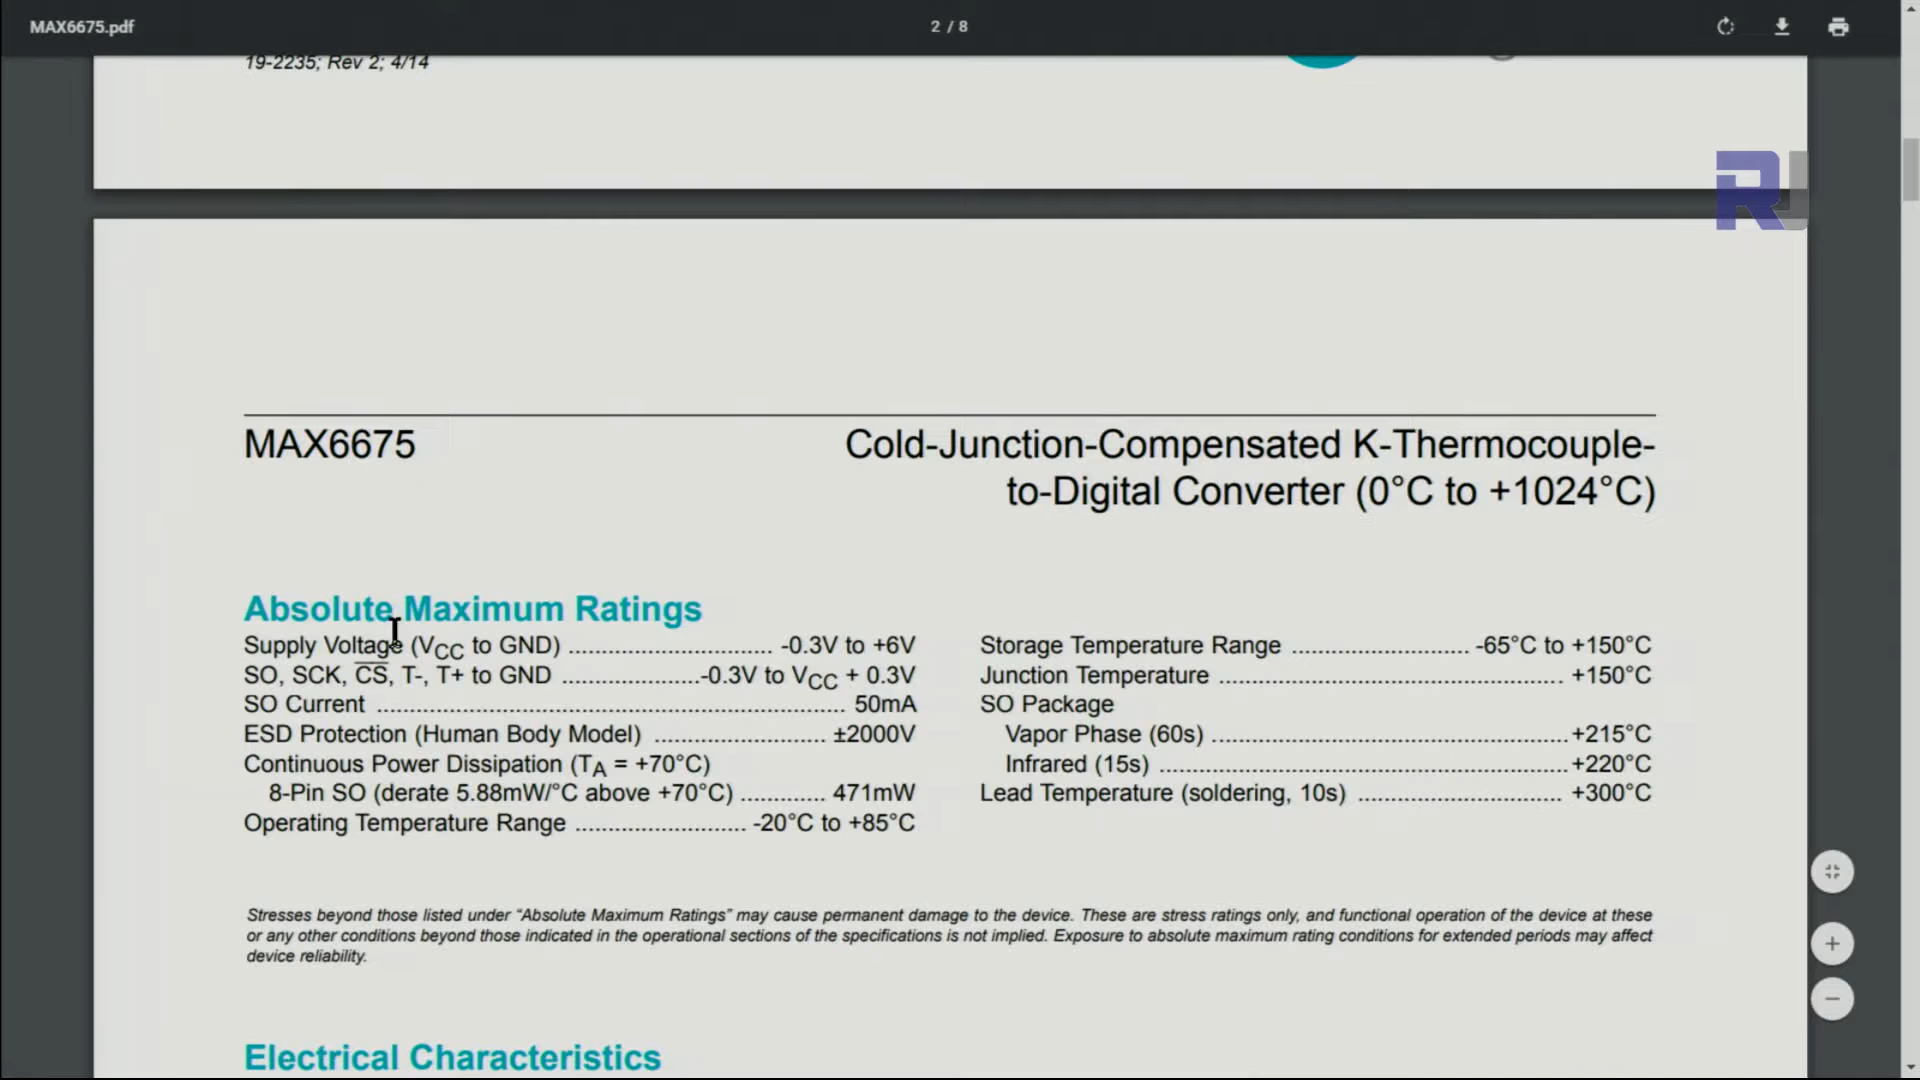 MAX6675.pdf
2 / 8
19-2235; Rev 2; 4/14
RJ
MAX6675
Cold-Junction-Compensated K-Thermocouple-
to-Digital Converter (0°C to +1024°C)
Absolute Maximum Ratings
Supply Voltage (VCC to GND) ............................... -0.3V to +6V
SO, SCK, C̅S̅, T-, T+ to GND .....................-0.3V to VCC + 0.3V
SO Current ....................................................................... 50mA
ESD Protection (Human Body Model) .......................... ±2000V
Continuous Power Dissipation (TA = +70°C)
8-Pin SO (derate 5.88mW/°C above +70°C) ............. 471mW
Operating Temperature Range .......................... -20°C to +85°C
Storage Temperature Range ........................... -65°C to +150°C
Junction Temperature .................................................... +150°C
SO Package
Vapor Phase (60s) ......................................................+215°C
Infrared (15s) ..............................................................+220°C
Lead Temperature (soldering, 10s) ............................... +300°C
Stresses beyond those listed under “Absolute Maximum Ratings” may cause permanent damage to the device. These are stress ratings only, and functional operation of the device at these
or any other conditions beyond those indicated in the operational sections of the specifications is not implied. Exposure to absolute maximum rating conditions for extended periods may affect
device reliability.
Electrical Characteristics